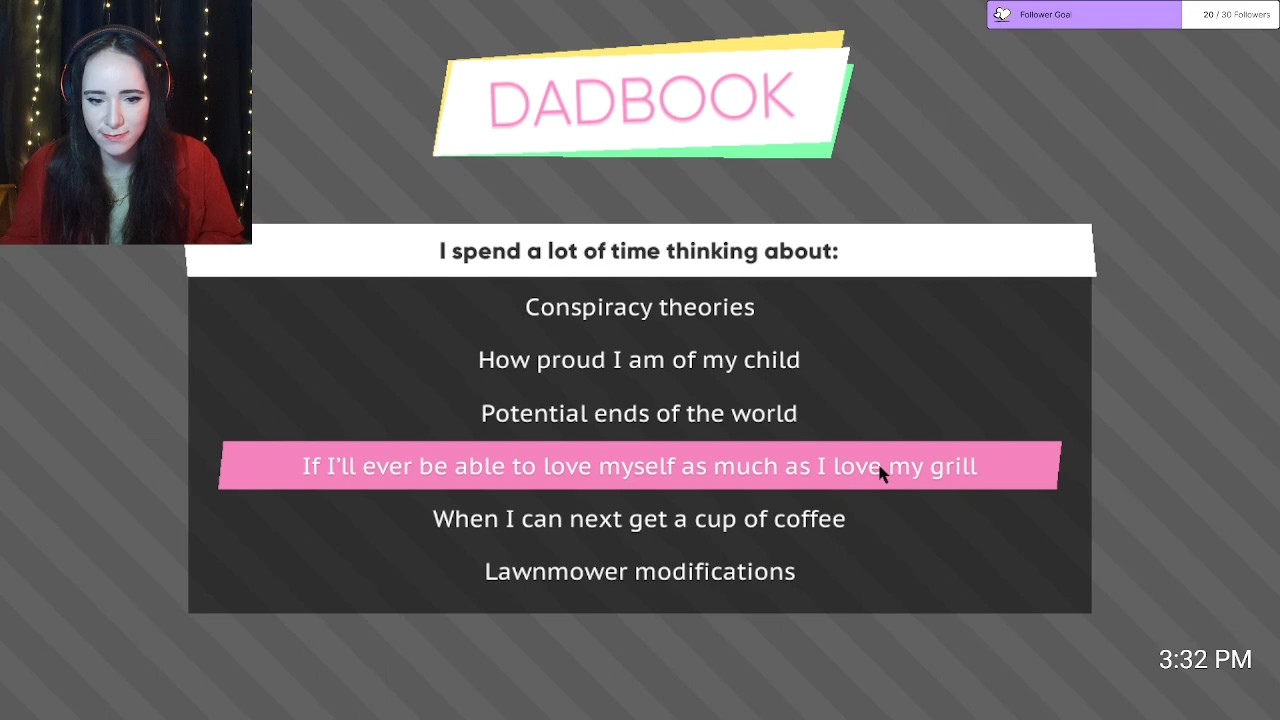 Follower Goal
20 / 30 Followers
DADBOOK
I spend a lot of time thinking about:
Conspiracy theories
How proud I am of my child
Potential ends of the world
If I'll ever be able to love myself as much as I love my grill
When I can next get a cup of coffee
Lawnmower modifications
3:32 PM